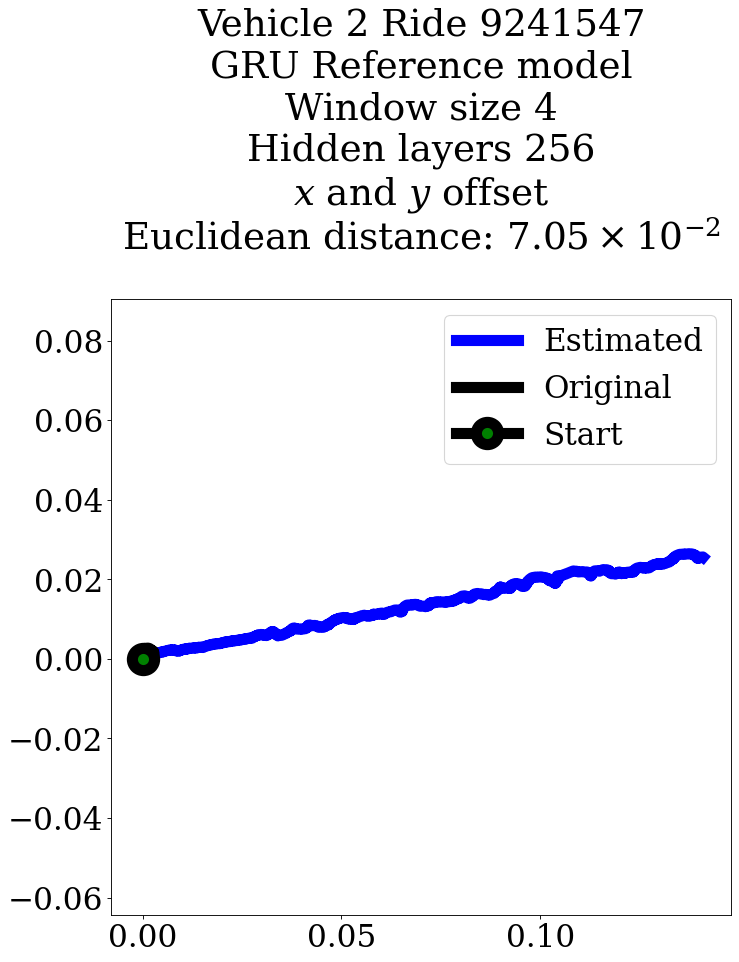 Vehicle 2 Ride 9241547
GRU Reference model
Window size 4
Hidden layers 256
x and y offset
Euclidean distance: 7.05 × 10⁻²
Estimated
Original
Start
0.08
0.06
0.04
0.02
0.00
−0.02
−0.04
−0.06
0.00 0.05 0.10